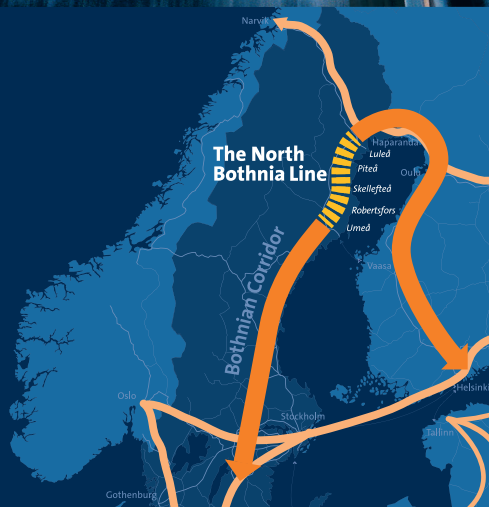 Narvik
The North
Bothnia Line
Haparanda
Luleå
Piteå
Oulo
Skellefteå
Robertsfors
Umeå
Vaasa
Bothnian Corridor
Oslo
Stockholm
Helsinki
Tallinn
Gothenburg